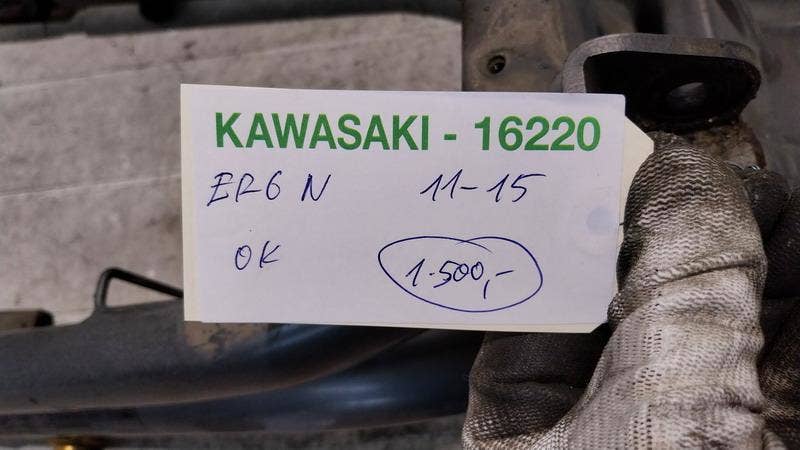 KAWASAKI - 16220
ER6 N 11-15
OK 1.500,-